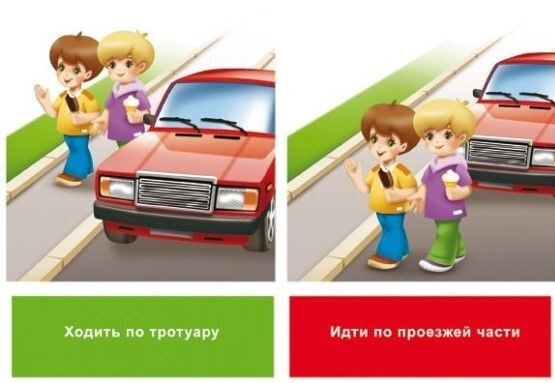 Ходить по тротуару
Идти по проезжей части